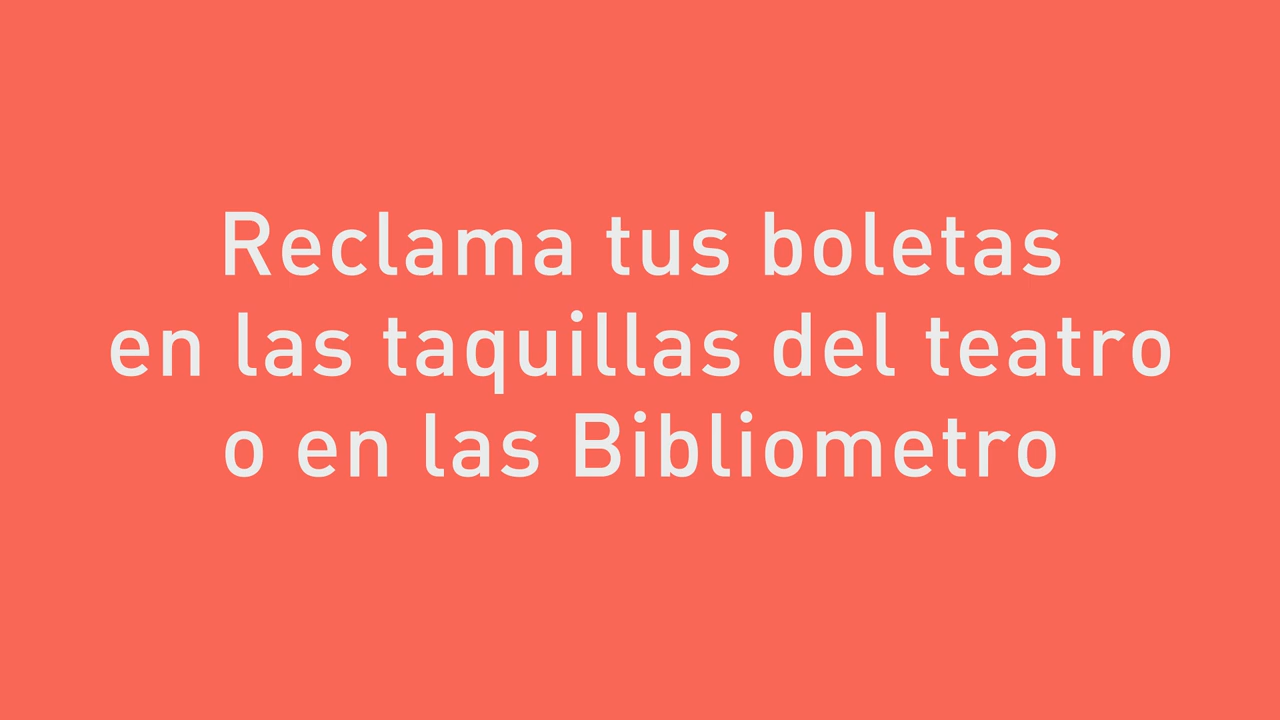 Reclama tus boletas
en las taquillas del teatro
o en las Bibliometro